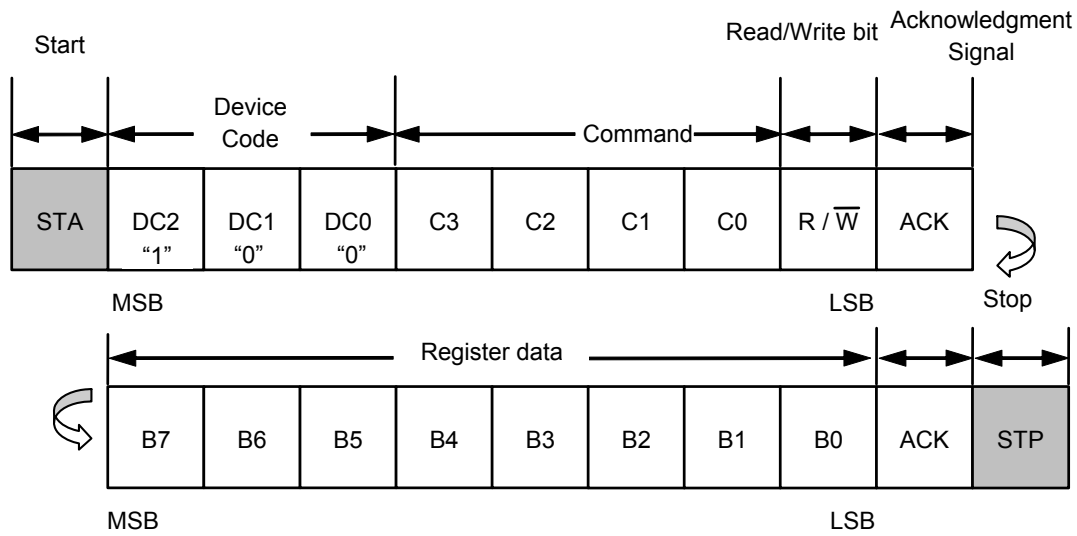 Start
Read/Write bit
Acknowledgment
Signal
Device
Code
Command
STA
DC2
“1”
DC1
“0”
DC0
“0”
C3
C2
C1
C0
R / W̅
ACK
MSB
LSB
Stop
Register data
B7
B6
B5
B4
B3
B2
B1
B0
ACK
STP
MSB
LSB